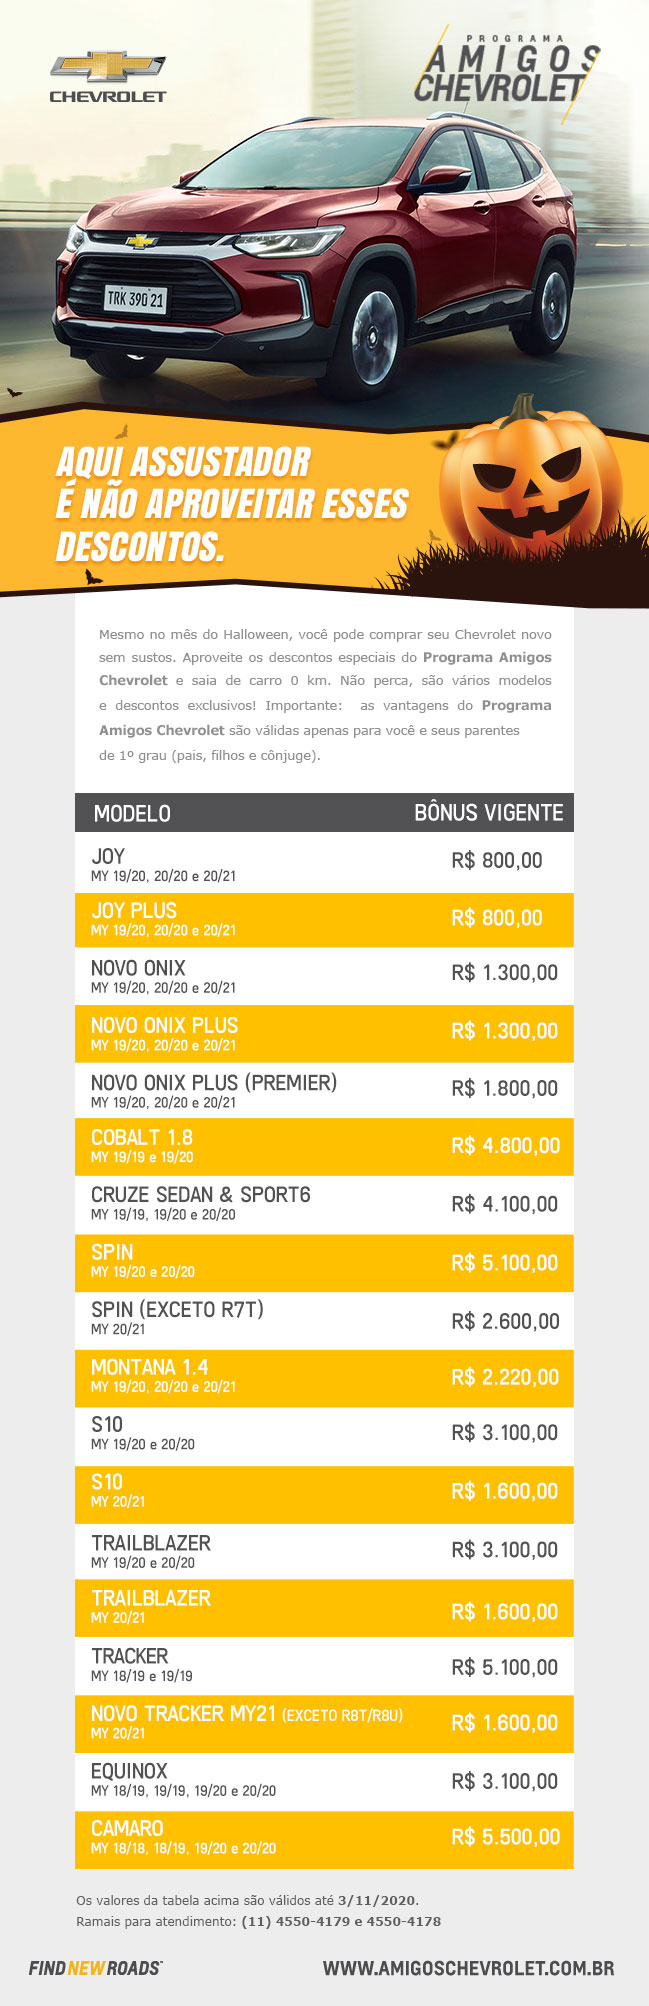 CHEVROLET
PROGRAMA
AMIGOS
CHEVROLET
TRK 390 21
AQUI ASSUSTADOR
É NÃO APROVEITAR ESSES
DESCONTOS.
Mesmo no mês do Halloween, você pode comprar seu Chevrolet novo
sem sustos. Aproveite os descontos especiais do Programa Amigos
Chevrolet e saia de carro 0 km. Não perca, são vários modelos
e descontos exclusivos! Importante: as vantagens do Programa
Amigos Chevrolet são válidas apenas para você e seus parentes
de 1º grau (pais, filhos e cônjuge).
MODELO BÔNUS VIGENTE
JOY R$ 800,00
MY 19/20, 20/20 e 20/21
JOY PLUS R$ 800,00
MY 19/20, 20/20 e 20/21
NOVO ONIX R$ 1.300,00
MY 19/20, 20/20 e 20/21
NOVO ONIX PLUS R$ 1.300,00
MY 19/20, 20/20 e 20/21
NOVO ONIX PLUS (PREMIER) R$ 1.800,00
MY 19/20, 20/20 e 20/21
COBALT 1.8 R$ 4.800,00
MY 19/19 e 19/20
CRUZE SEDAN & SPORT6 R$ 4.100,00
MY 19/19, 19/20 e 20/20
SPIN R$ 5.100,00
MY 19/20 e 20/20
SPIN (EXCETO R7T) R$ 2.600,00
MY 20/21
MONTANA 1.4 R$ 2.220,00
MY 19/20, 20/20 e 20/21
S10 R$ 3.100,00
MY 19/20 e 20/20
S10 R$ 1.600,00
MY 20/21
TRAILBLAZER R$ 3.100,00
MY 19/20 e 20/20
TRAILBLAZER R$ 1.600,00
MY 20/21
TRACKER R$ 5.100,00
MY 18/19 e 19/19
NOVO TRACKER MY21 (EXCETO R8T/R8U) R$ 1.600,00
MY 20/21
EQUINOX R$ 3.100,00
MY 18/19, 19/19, 19/20 e 20/20
CAMARO R$ 5.500,00
MY 18/18, 18/19, 19/20 e 20/20
Os valores da tabela acima são válidos até 3/11/2020.
Ramais para atendimento: (11) 4550-4179 e 4550-4178
FIND NEW ROADS WWW.AMIGOSCHEVROLET.COM.BR